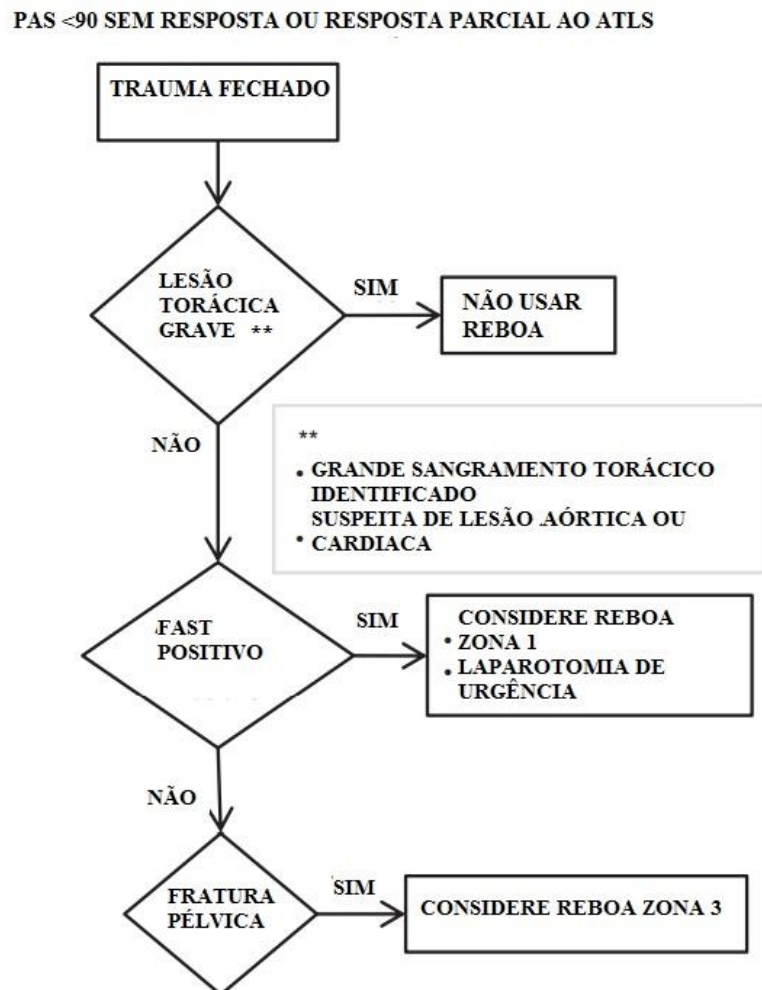 PAS <90 SEM RESPOSTA OU RESPOSTA PARCIAL AO ATLS
TRAUMA FECHADO
LESÃO
TORÁCICA
GRAVE **
SIM
NÃO USAR
REBOA
NÃO
**
• GRANDE SANGRAMENTO TORÁCICO
IDENTIFICADO
SUSPEITA DE LESÃO AÓRTICA OU
• CARDIACA
FAST
POSITIVO
SIM
CONSIDERE REBOA
• ZONA 1
• LAPAROTOMIA DE
URGÊNCIA
NÃO
FRATURA
PÉLVICA
SIM
CONSIDERE REBOA ZONA 3